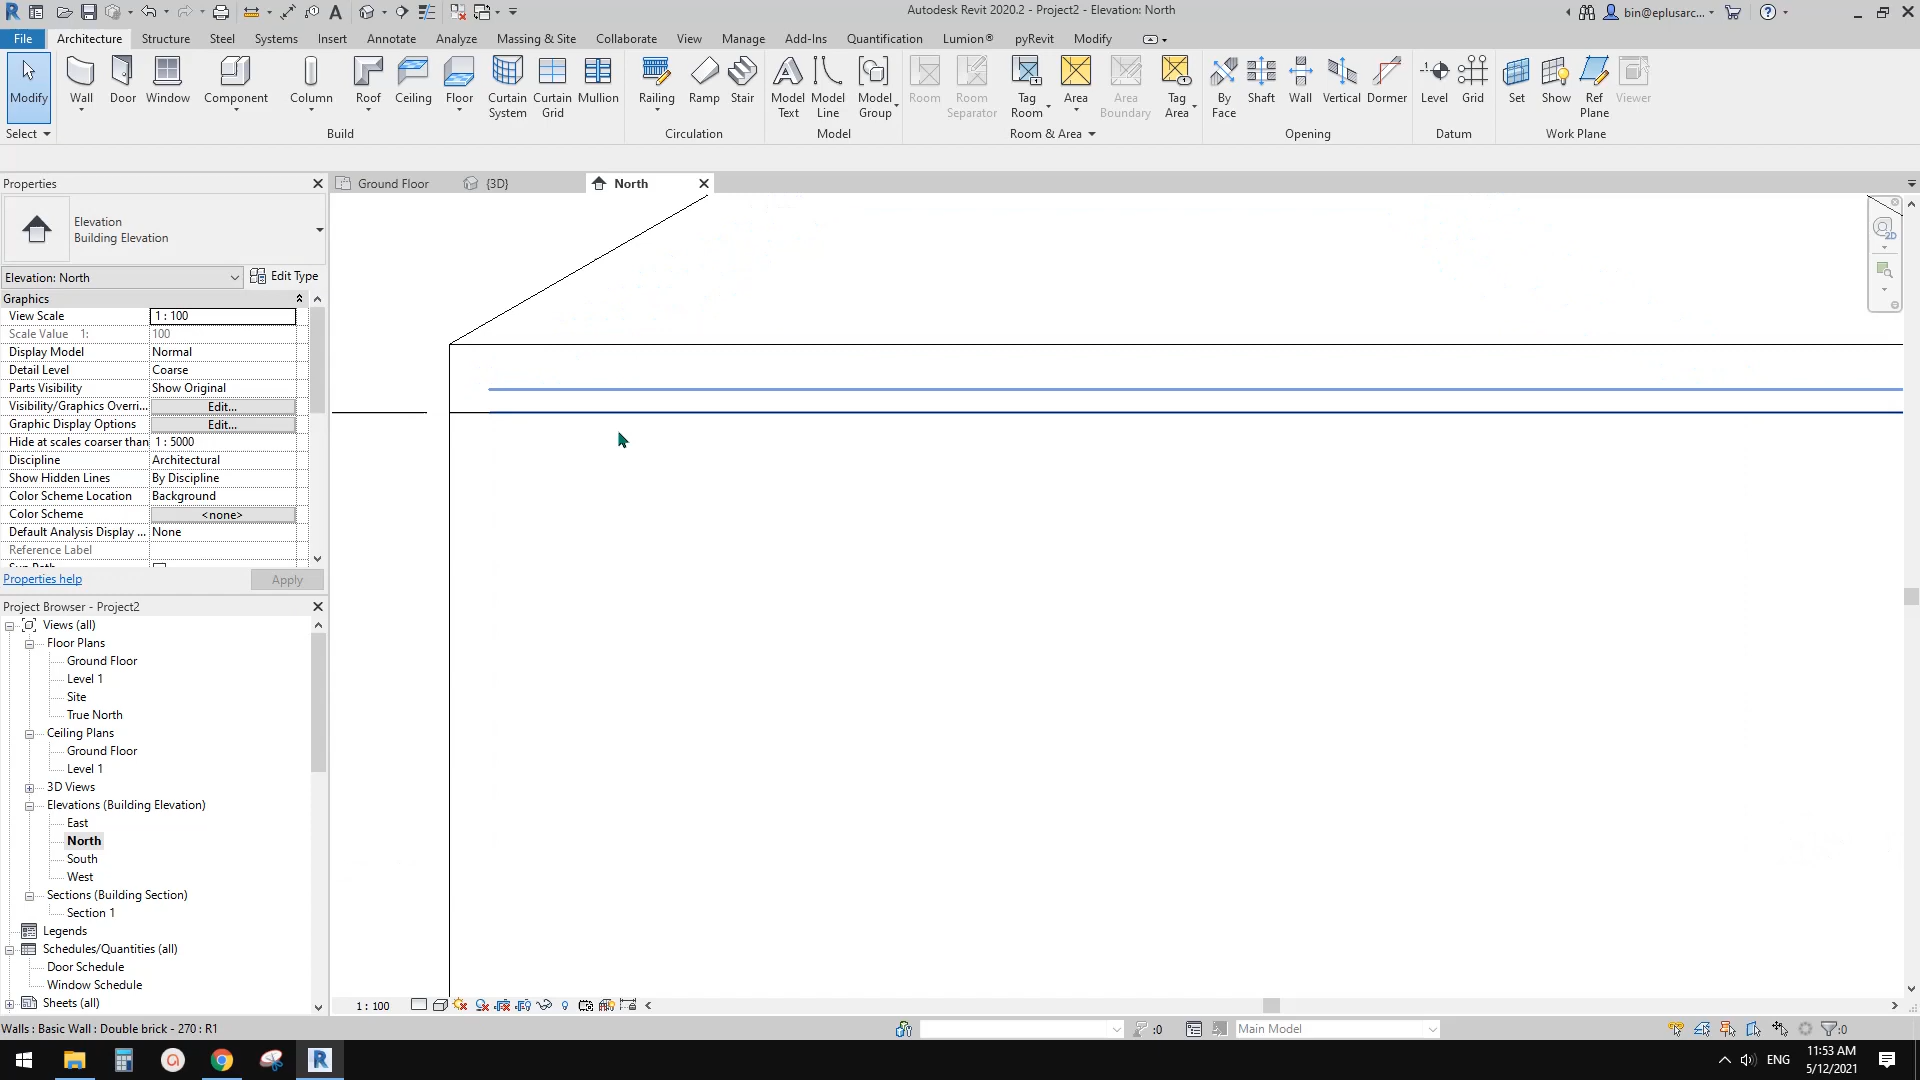 Autodesk Revit 2020.2 - Project2 - Elevation: North
bin@eplusarc...
File Architecture Structure Steel Systems Insert Annotate Analyze Massing & Site Collaborate View Manage Add-Ins Quantification Lumion® pyRevit Modify
Modify Wall Door Window Component Column Roof Ceiling Floor Curtain System Curtain Grid Mullion Railing Ramp Stair Model Text Model Line Model Group Room Room Separator Tag Room Area Area Boundary Tag Area By Face Shaft Wall Vertical Dormer Level Grid Set Show Ref Plane Viewer
Select Build Circulation Model Room & Area Opening Datum Work Plane
Properties
Ground Floor {3D} North
2D
Elevation
Building Elevation
Elevation: North Edit Type
Graphics
View Scale 1 : 100
Scale Value 1: 100
Display Model Normal
Detail Level Coarse
Parts Visibility Show Original
Visibility/Graphics Overri... Edit...
Graphic Display Options Edit...
Hide at scales coarser than 1 : 5000
Discipline Architectural
Show Hidden Lines By Discipline
Color Scheme Location Background
Color Scheme <none>
Default Analysis Display ... None
Reference Label
Sun Path
Properties help Apply
Project Browser - Project2
Views (all)
Floor Plans
Ground Floor
Level 1
Site
True North
Ceiling Plans
Ground Floor
Level 1
3D Views
Elevations (Building Elevation)
East
North
South
West
Sections (Building Section)
Section 1
Legends
Schedules/Quantities (all)
Door Schedule
Window Schedule
Sheets (all)
1 : 100
Walls : Basic Wall : Double brick - 270 : R1 :0 Main Model :0
ENG 11:53 AM
5/12/2021